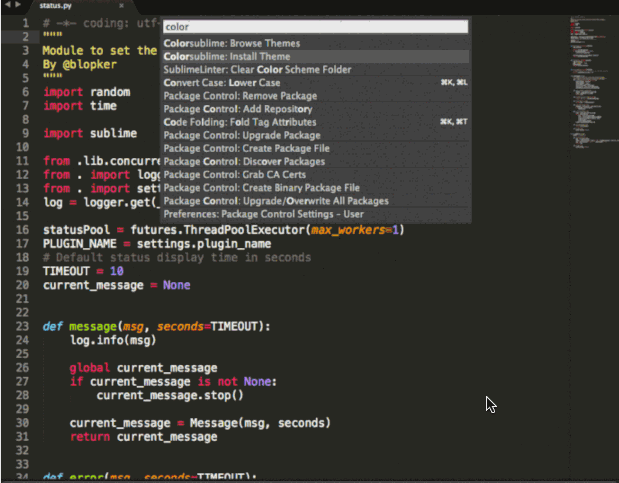 status.py
color
Colorsublime: Browse Themes
Colorsublime: Install Theme
SublimeLinter: Clear Color Scheme Folder
Convert Case: Lower Case ⌘K, ⌘L
Package Control: Remove Package
Package Control: Add Repository
Code Folding: Fold Tag Attributes ⌘K, ⌘T
Package Control: Upgrade Package
Package Control: Create Package File
Package Control: Discover Packages
Package Control: Grab CA Certs
Package Control: Create Binary Package File
Package Control: Upgrade/Overwrite All Packages
Preferences: Package Control Settings - User
1 # -*- coding: utf-
2 """
3 Module to set the
4 By @blopker
5 """
6 import random
7 import time
8
9 import sublime
10
11 from .lib.concurre
12 from . import logg
13 from . import sett
14 log = logger.get(_
15
16 statusPool = futures.ThreadPoolExecutor(max_workers=1)
17 PLUGIN_NAME = settings.plugin_name
18 # Default status display time in seconds
19 TIMEOUT = 10
20 current_message = None
21
22
23 def message(msg, seconds=TIMEOUT):
24 log.info(msg)
25
26 global current_message
27 if current_message is not None:
28 current_message.stop()
29
30 current_message = Message(msg, seconds)
31 return current_message
32
33
34 def error(msg, seconds=TIMEOUT):